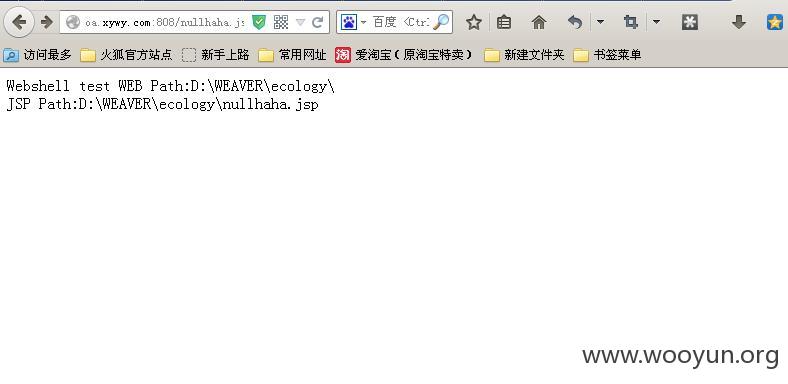 oa.xywy.com:808/nullhaha.js
百度 <Ctrl
访问最多 火狐官方站点 新手上路 常用网址 淘 爱淘宝（原淘宝特卖） 新建文件夹 书签菜单
Webshell test WEB Path:D:\WEAVER\ecology\
JSP Path:D:\WEAVER\ecology\nullhaha.jsp
www.wooyun.org